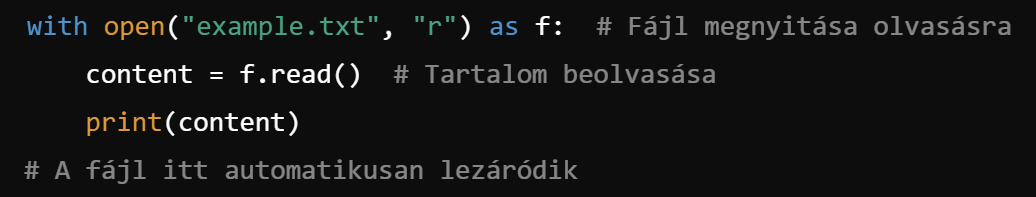 with open("example.txt", "r") as f:  # Fájl megnyitása olvasásra
    content = f.read()  # Tartalom beolvasása
    print(content)
# A fájl itt automatikusan lezáródik